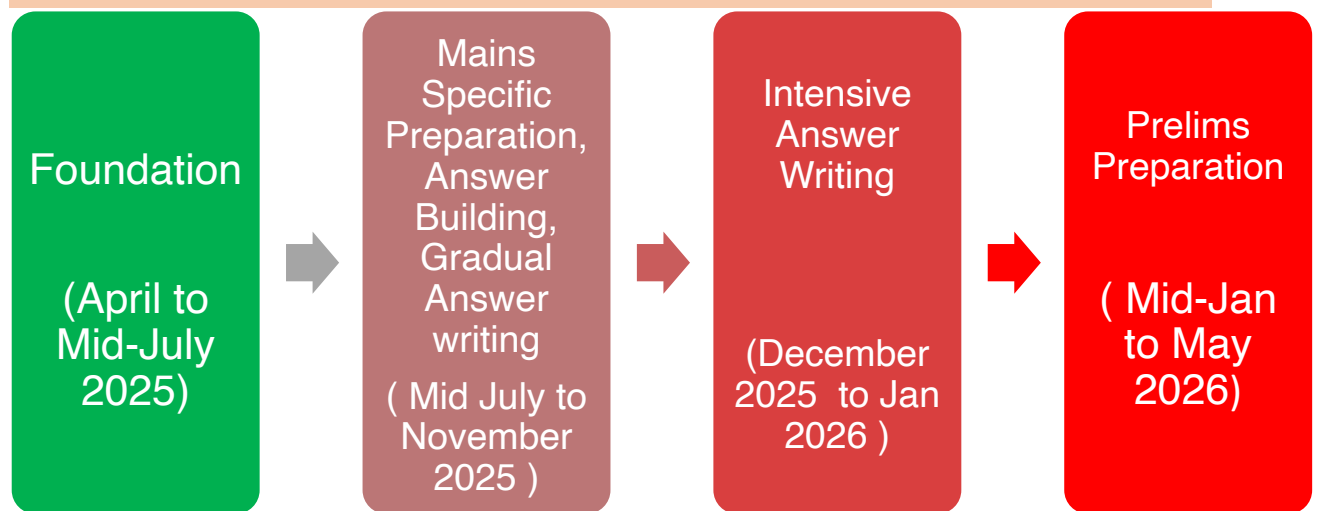 Foundation
(April to
Mid-July
2025)
Mains
Specific
Preparation,
Answer
Building,
Gradual
Answer
writing
( Mid July to
November
2025 )
Intensive
Answer
Writing
(December
2025  to Jan
2026 )
Prelims
Preparation
( Mid-Jan
to May
2026)